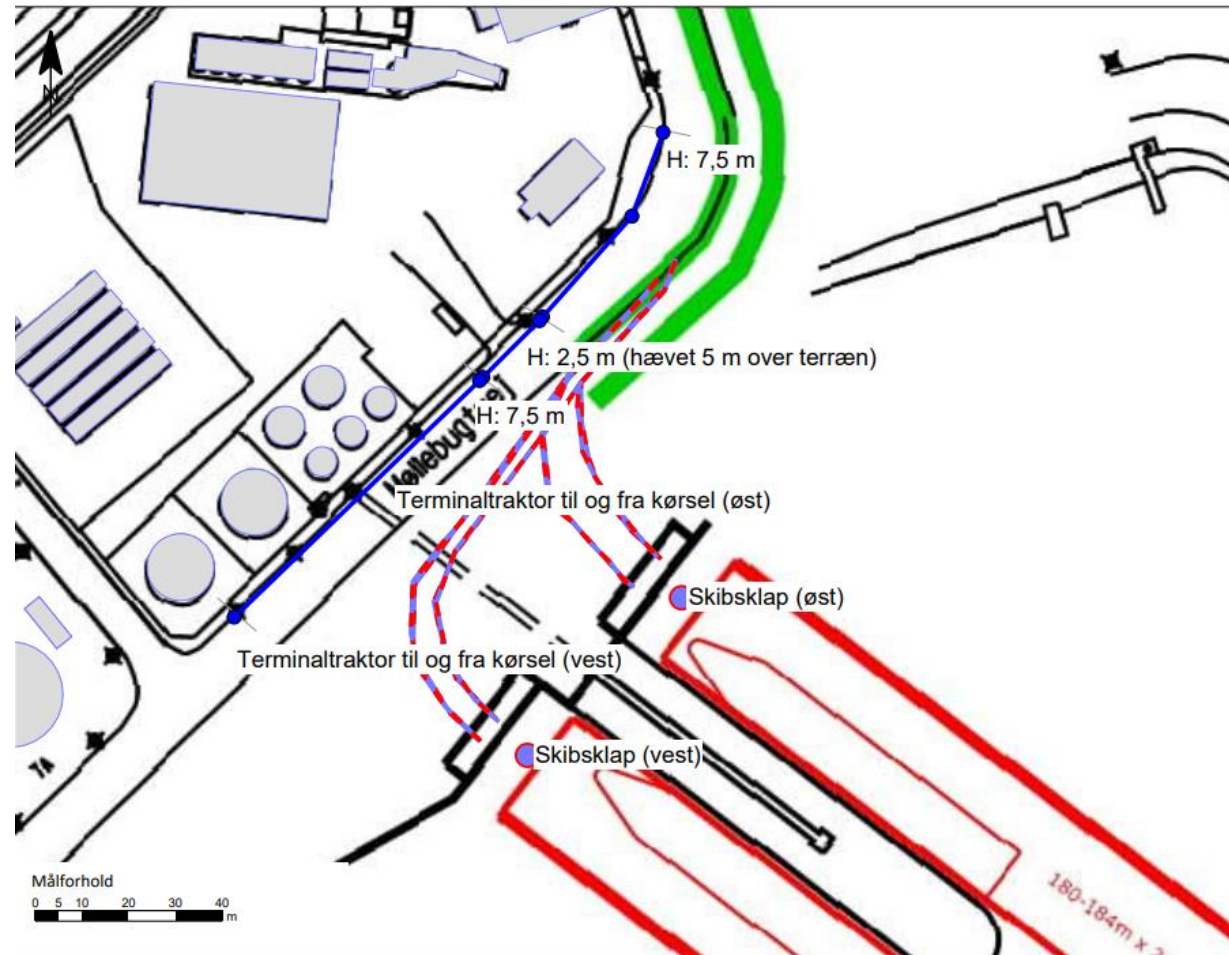 N
H: 7,5 m
H: 2,5 m (hævet 5 m over terræn)
H: 7,5 m
Terminaltraktor til og fra kørsel (øst)
Skibsklap (øst)
Terminaltraktor til og fra kørsel (vest)
Skibsklap (vest)
7A
Målforhold
0 5 10 20 30 40
m
180-184m x 2